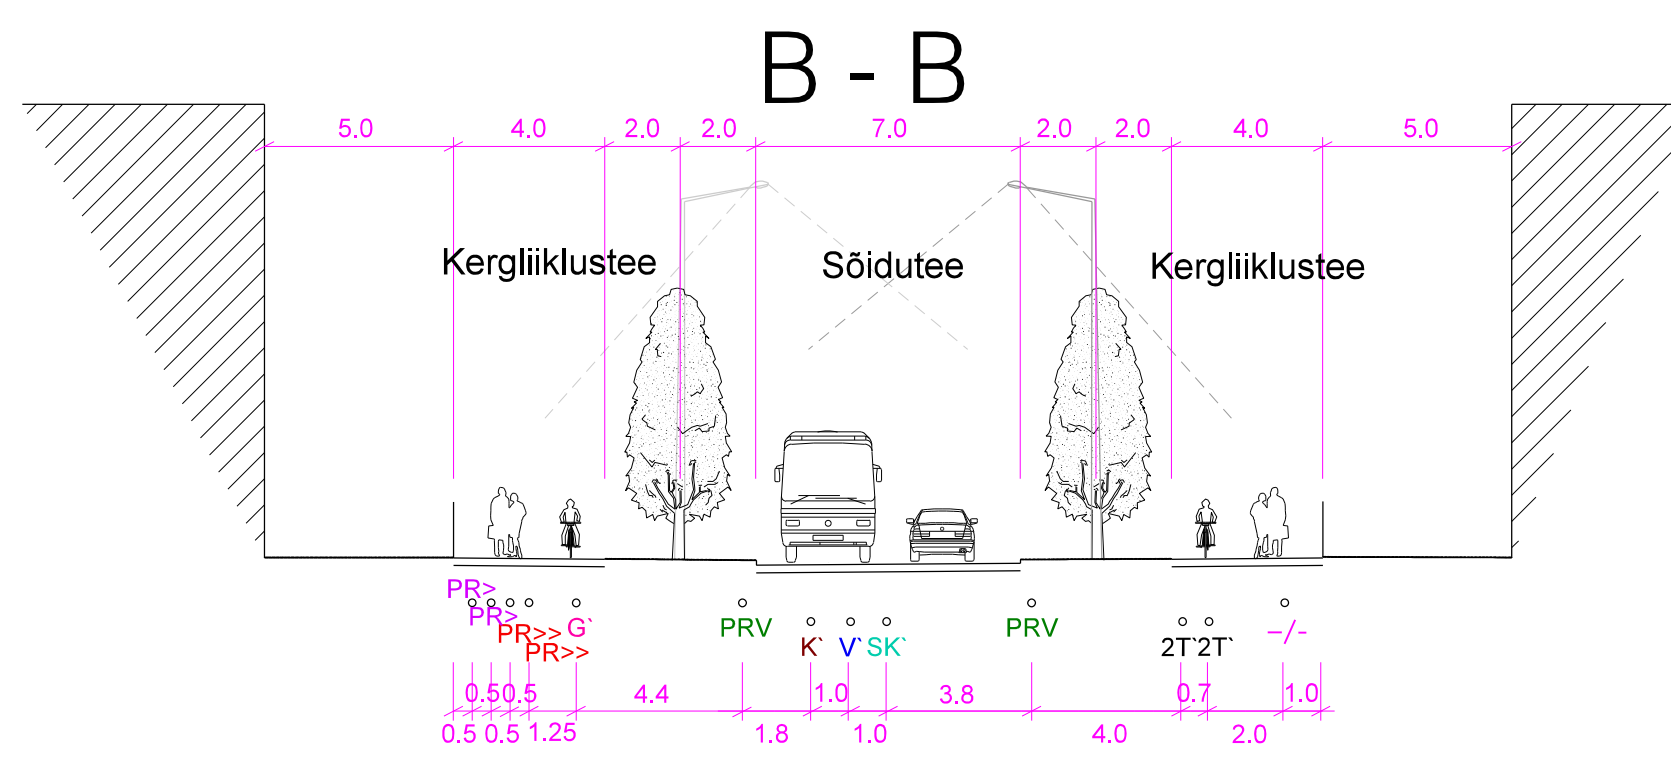 B - B
5.0 4.0 2.0 2.0 7.0 2.0 2.0 4.0 5.0
Kergliiklustee Sõidutee Kergliiklustee
PR>
PR>
PR>> G` PRV PRV
PR>> K` V` SK` 2T` 2T` –/-
0.5 0.5 4.4 1.0 3.8 0.7 1.0
0.5 0.5 1.25 1.8 1.0 4.0 2.0